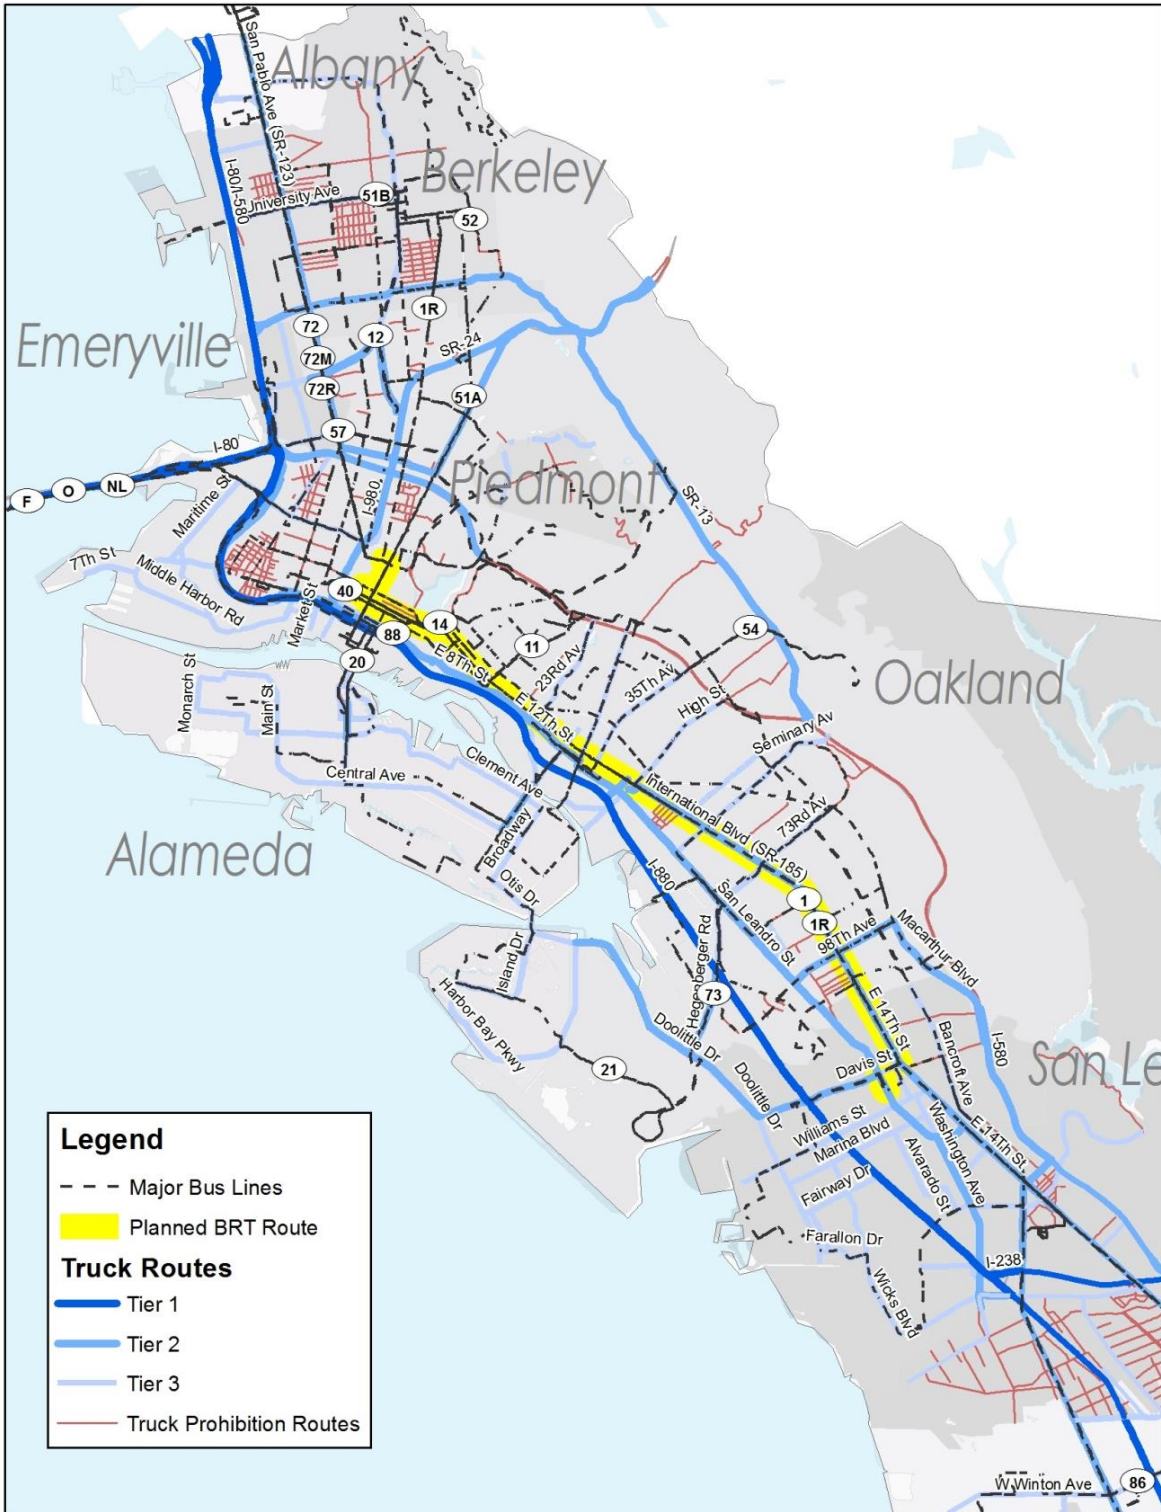 San Pablo Ave (SR-123)
Albany
I-80/I-580
Berkeley
University Ave
51B
52
1R
Emeryville
72
12
72M
SR-24
72R
51A
57
I-80
F
O
NL
Maritime St
I-980
Piedmont
SR-13
7Th St
Middle Harbor Rd
Market St
40
14
88
11
54
E 8Th St
20
23Rd Av
35Th Av
High St
Oakland
Monarch St
Main St
E 12Th St
Seminary Av
Central Ave
Clement Ave
International Blvd (SR-185)
73Rd Av
Alameda
Broadway
Otis Dr
I-880
San Leandro St
1
1R
98Th Ave
Macarthur Blvd
Island Dr
Hegenberger Rd
73
Harbor Bay Pkwy
Doolittle Dr
E 14Th St
Bancroft Ave
I-580
San Le
21
Davis St
Doolittle Dr
Williams St
Marina Blvd
Washington Ave
E 14Th St
Fairway Dr
Alvarado St
Farallon Dr
I-238
Wicks Blvd
W Winton Ave
86
Legend
Major Bus Lines
Planned BRT Route
Truck Routes
Tier 1
Tier 2
Tier 3
Truck Prohibition Routes